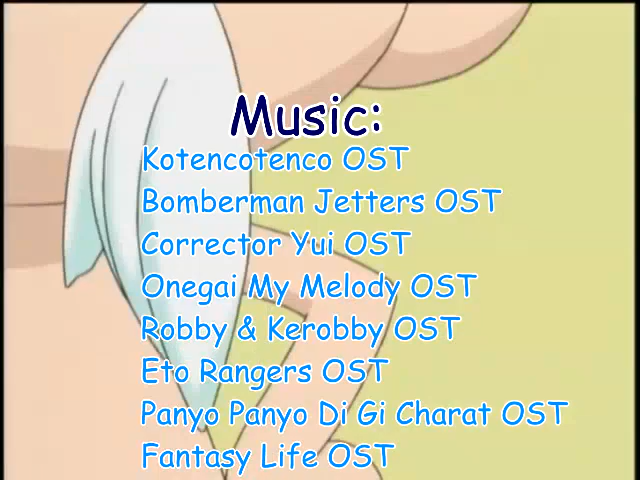 Music:
Kotencotenco OST
Bomberman Jetters OST
Corrector Yui OST
Onegai My Melody OST
Robby & Kerobby OST
Eto Rangers OST
Panyo Panyo Di Gi Charat OST
Fantasy Life OST